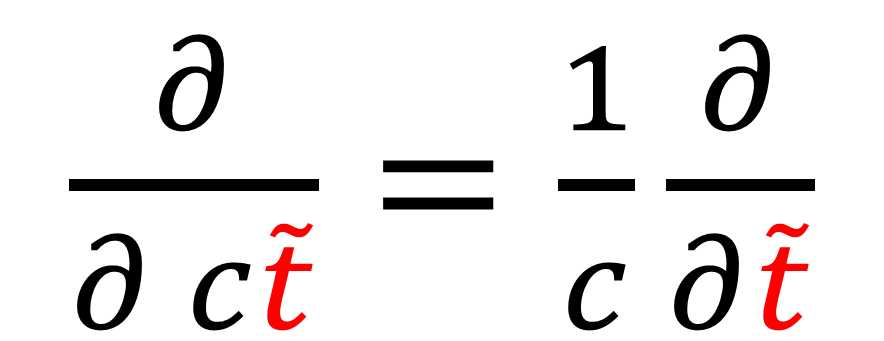 ∂/(∂ ct̃) = (1/c) ∂/∂t̃